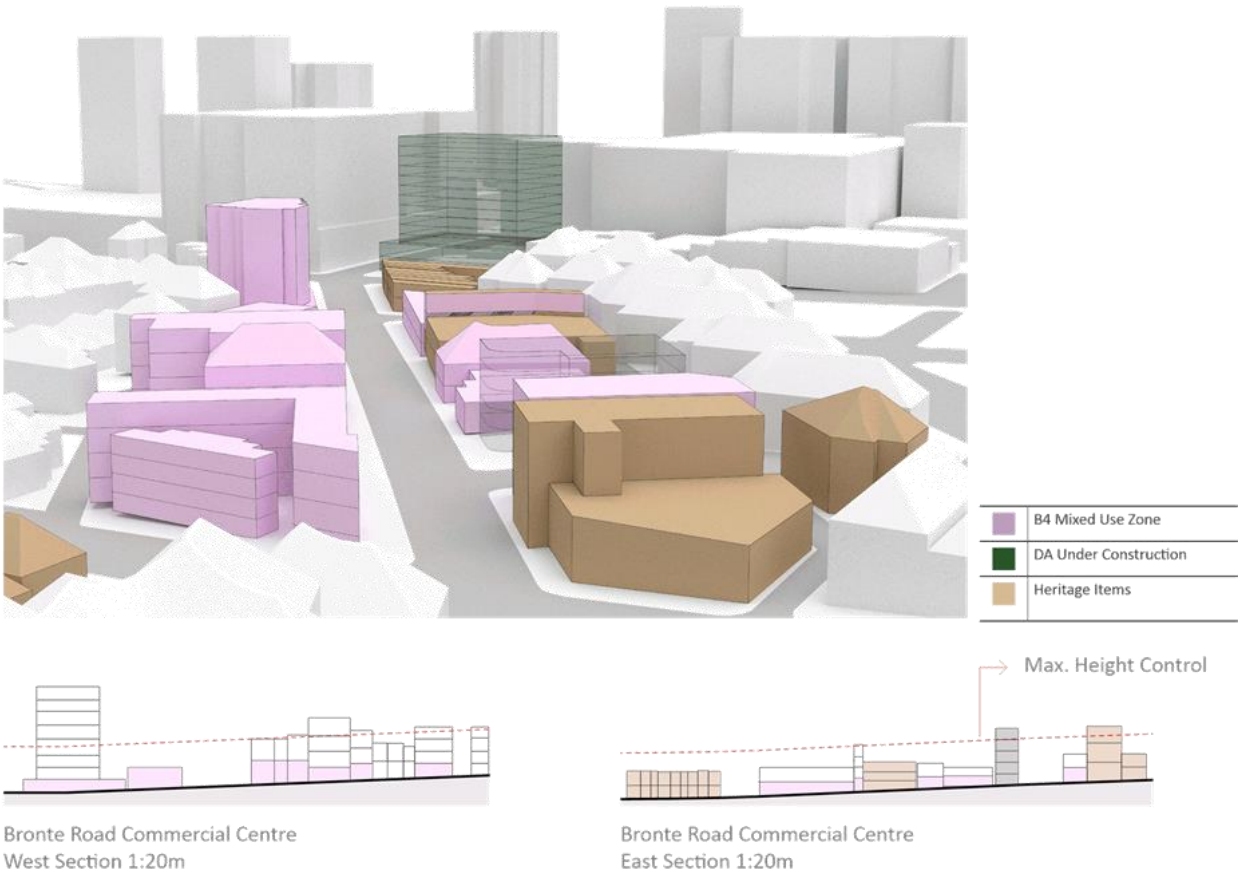 B4 Mixed Use Zone
DA Under Construction
Heritage Items
Max. Height Control
Bronte Road Commercial Centre
West Section 1:20m
Bronte Road Commercial Centre
East Section 1:20m